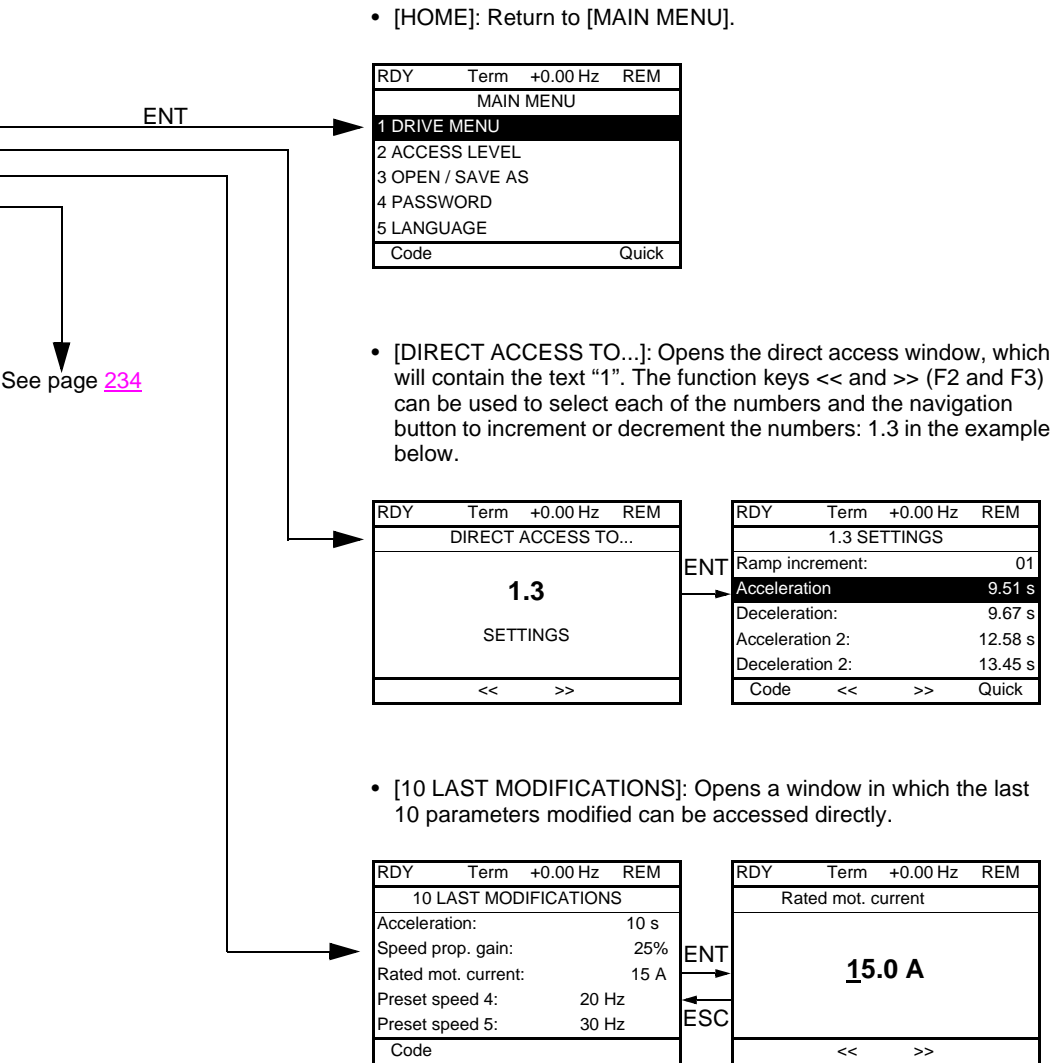 • [HOME]: Return to [MAIN MENU].
RDY Term +0.00 Hz REM
MAIN MENU
ENT
1 DRIVE MENU
2 ACCESS LEVEL
3 OPEN / SAVE AS
4 PASSWORD
5 LANGUAGE
Code Quick
See page 234
• [DIRECT ACCESS TO...]: Opens the direct access window, which
will contain the text “1”. The function keys << and >> (F2 and F3)
can be used to select each of the numbers and the navigation
button to increment or decrement the numbers: 1.3 in the example
below.
RDY Term +0.00 Hz REM
DIRECT ACCESS TO...
1.3
SETTINGS
<< >>
ENT
RDY Term +0.00 Hz REM
1.3 SETTINGS
Ramp increment: 01
Acceleration 9.51 s
Deceleration: 9.67 s
Acceleration 2: 12.58 s
Deceleration 2: 13.45 s
Code << >> Quick
• [10 LAST MODIFICATIONS]: Opens a window in which the last
10 parameters modified can be accessed directly.
RDY Term +0.00 Hz REM
10 LAST MODIFICATIONS
Acceleration: 10 s
Speed prop. gain: 25%
Rated mot. current: 15 A
Preset speed 4: 20 Hz
Preset speed 5: 30 Hz
Code
ENT
ESC
RDY Term +0.00 Hz REM
Rated mot. current
15.0 A
<< >>